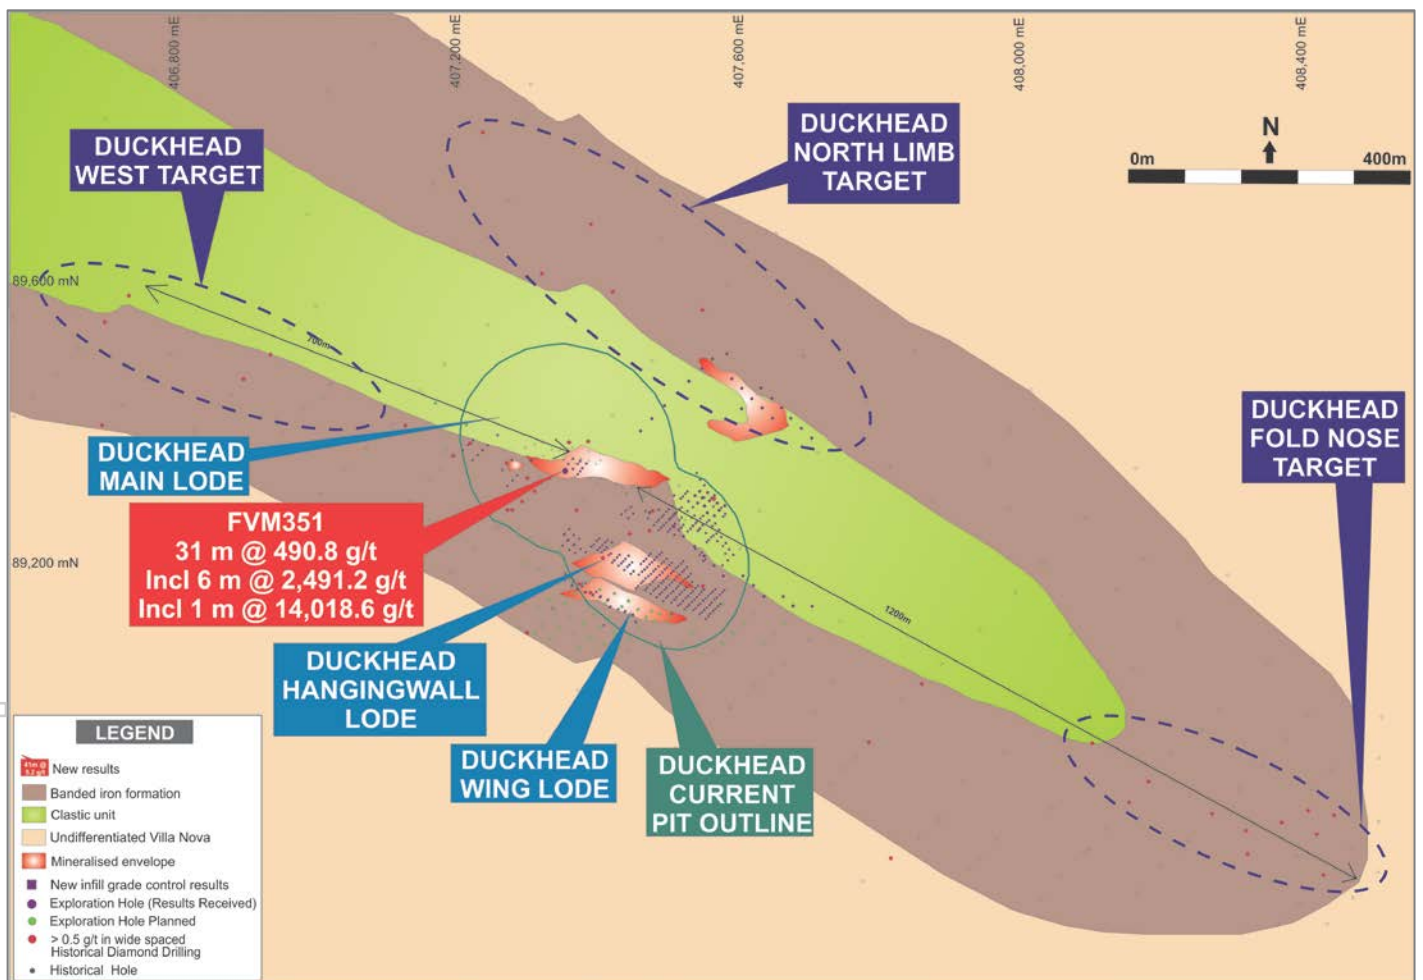 406,800 mE
407,200 mE
407,600 mE
408,000 mE
408,400 mE
DUCKHEAD
WEST TARGET
DUCKHEAD
NORTH LIMB
TARGET
N
0m 400m
89,600 mN
700m
DUCKHEAD
FOLD NOSE
TARGET
DUCKHEAD
MAIN LODE
FVM351
31 m @ 490.8 g/t
Incl 6 m @ 2,491.2 g/t
Incl 1 m @ 14,018.6 g/t
89,200 mN
1200m
DUCKHEAD
HANGINGWALL
LODE
DUCKHEAD
WING LODE
DUCKHEAD
CURRENT
PIT OUTLINE
LEGEND
41m @
New results
Banded iron formation
Clastic unit
Undifferentiated Villa Nova
Mineralised envelope
New infill grade control results
Exploration Hole (Results Received)
Exploration Hole Planned
> 0.5 g/t in wide spaced
Historical Diamond Drilling
Historical Hole